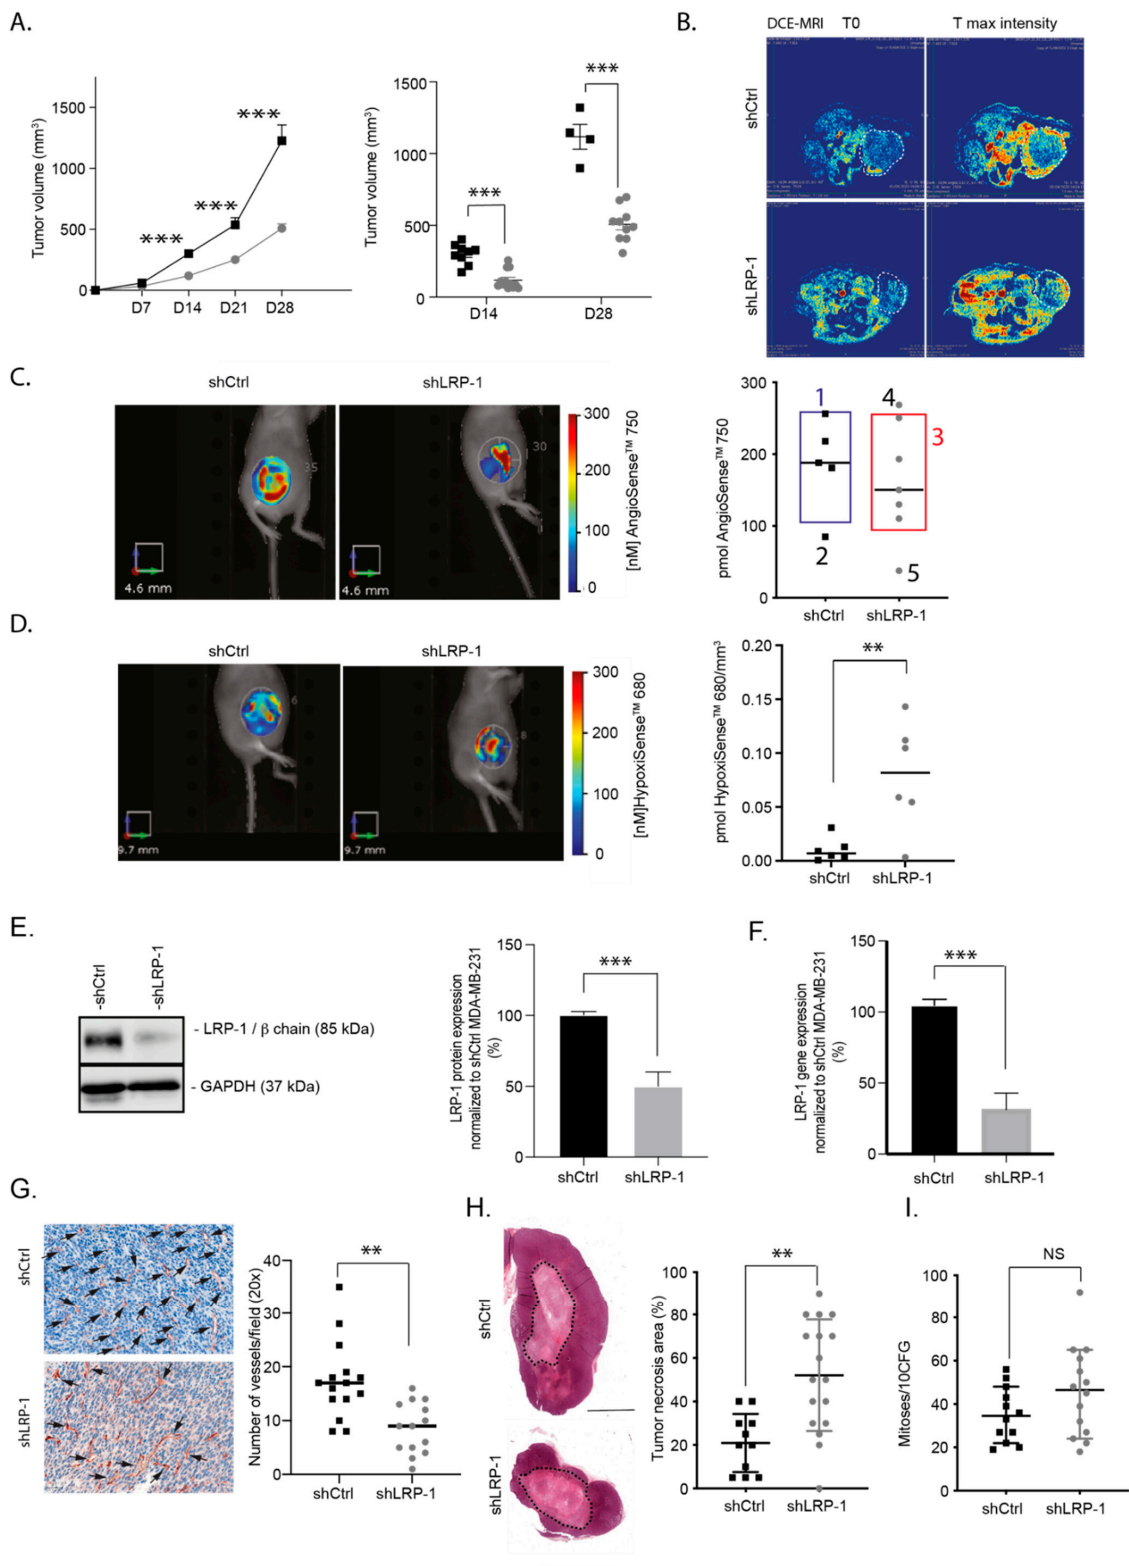 A.
Tumor volume (mm³)
1500
1000
500
0
***
***
***
D7
D14
D21
D28
Tumor volume (mm³)
1500
1000
500
0
***
***
D14
D28
B.
DCE-MRI T0
T max intensity
shCtrl
shLRP-1
C.
shCtrl
shLRP-1
35
30
4.6 mm
4.6 mm
300
200
100
0
[nM] AngioSense™ 750
pmol AngioSense™ 750
300
200
100
0
1
2
3
4
5
shCtrl
shLRP-1
D.
shCtrl
shLRP-1
6
8
9.7 mm
9.7 mm
300
200
100
0
[nM]HypoxiSense™ 680
pmol HypoxiSense™ 680/mm³
0.20
0.15
0.10
0.05
0.00
**
shCtrl
shLRP-1
E.
-shCtrl
-shLRP-1
- LRP-1 / β chain (85 kDa)
- GAPDH (37 kDa)
LRP-1 protein expression
normalized to shCtrl MDA-MB-231
(%)
150
100
50
0
***
shCtrl
shLRP-1
F.
LRP-1 gene expression
normalized to shCtrl MDA-MB-231
(%)
150
100
50
0
***
shCtrl
shLRP-1
G.
shCtrl
shLRP-1
Number of vessels/field (20x)
40
30
20
10
0
**
shCtrl
shLRP-1
H.
shCtrl
shLRP-1
Tumor necrosis area (%)
100
80
60
40
20
0
**
shCtrl
shLRP-1
I.
Mitoses/10CFG
100
80
60
40
20
0
NS
shCtrl
shLRP-1